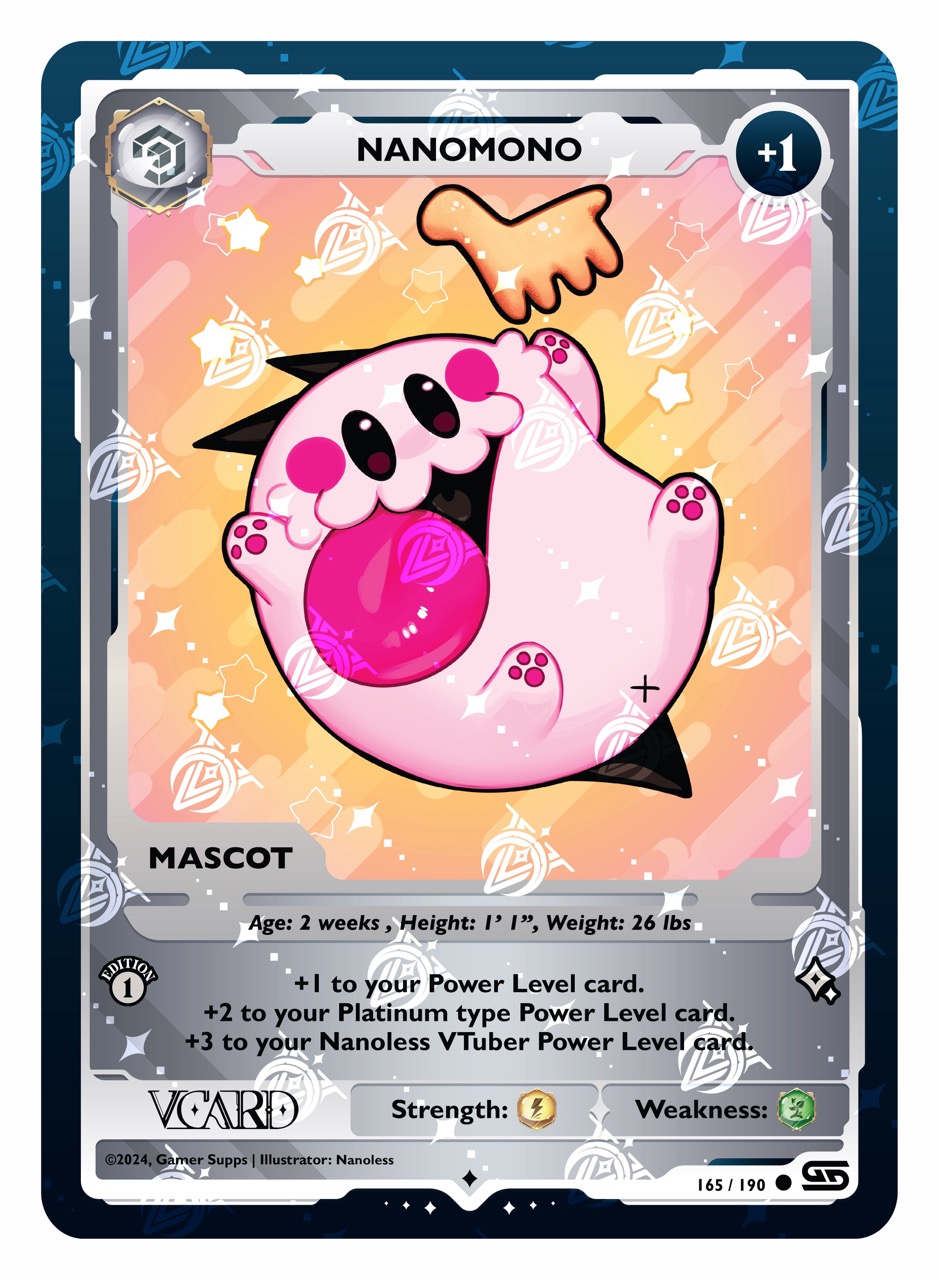 NANOMONO
+1
MASCOT
Age: 2 weeks , Height: 1’ 1”, Weight: 26 lbs
EDITION
1
+1 to your Power Level card.
+2 to your Platinum type Power Level card.
+3 to your Nanoless VTuber Power Level card.
VCARD
Strength:
Weakness:
©2024, Gamer Supps | Illustrator: Nanoless
165 / 190